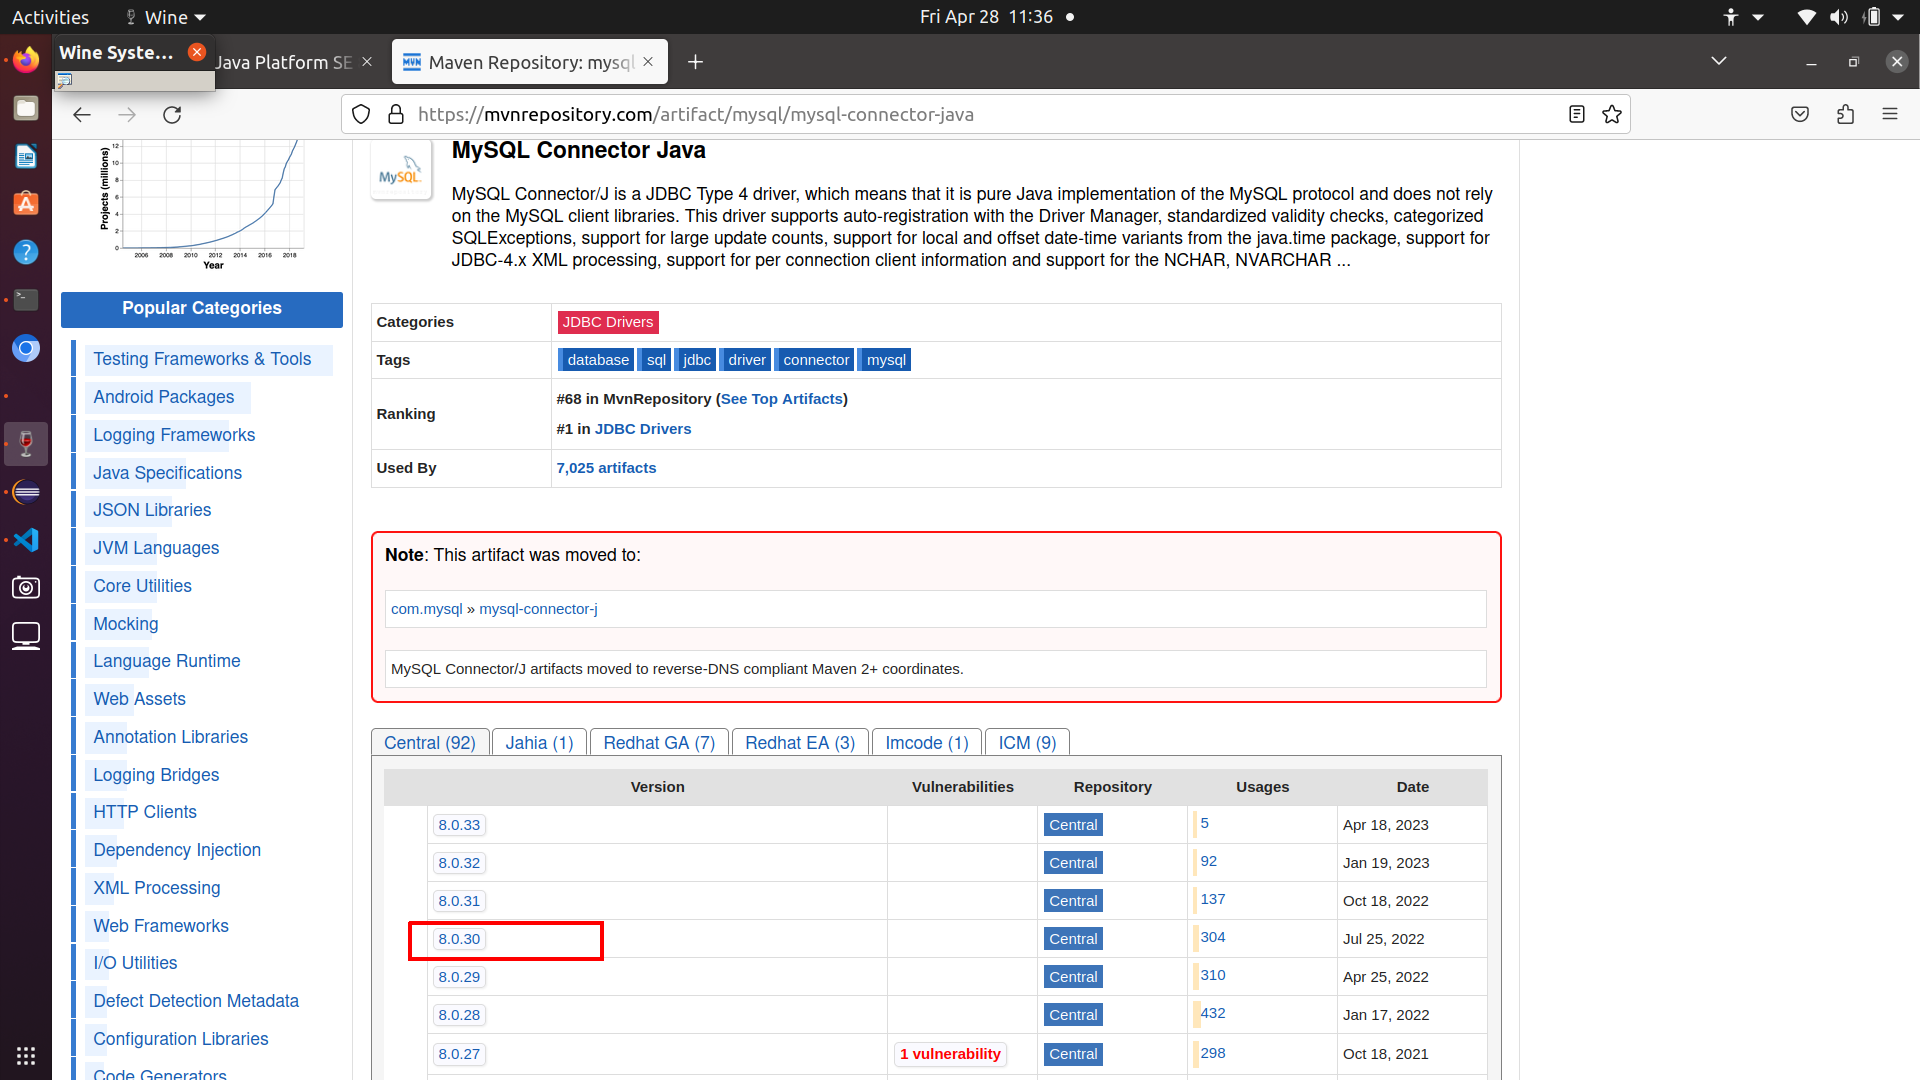 Activities
Wine
Fri Apr 28 11:36
Wine Syste...
Java Platform SE
Maven Repository: mysql
https://mvnrepository.com/artifact/mysql/mysql-connector-java
Projects (millions)
12
10
8
6
4
2
0
2006 2008 2010 2012 2014 2016 2018
Year
Popular Categories
Testing Frameworks & Tools
Android Packages
Logging Frameworks
Java Specifications
JSON Libraries
JVM Languages
Core Utilities
Mocking
Language Runtime
Web Assets
Annotation Libraries
Logging Bridges
HTTP Clients
Dependency Injection
XML Processing
Web Frameworks
I/O Utilities
Defect Detection Metadata
Configuration Libraries
Code Generators
MySQL
MySQL Connector Java
MySQL Connector/J is a JDBC Type 4 driver, which means that it is pure Java implementation of the MySQL protocol and does not rely
on the MySQL client libraries. This driver supports auto-registration with the Driver Manager, standardized validity checks, categorized
SQLExceptions, support for large update counts, support for local and offset date-time variants from the java.time package, support for
JDBC-4.x XML processing, support for per connection client information and support for the NCHAR, NVARCHAR ...
Categories JDBC Drivers
Tags database sql jdbc driver connector mysql
Ranking #68 in MvnRepository (See Top Artifacts)
#1 in JDBC Drivers
Used By 7,025 artifacts
Note: This artifact was moved to:
com.mysql » mysql-connector-j
MySQL Connector/J artifacts moved to reverse-DNS compliant Maven 2+ coordinates.
Central (92) Jahia (1) Redhat GA (7) Redhat EA (3) Imcode (1) ICM (9)
Version Vulnerabilities Repository Usages Date
8.0.33 Central 5 Apr 18, 2023
8.0.32 Central 92 Jan 19, 2023
8.0.31 Central 137 Oct 18, 2022
8.0.30 Central 304 Jul 25, 2022
8.0.29 Central 310 Apr 25, 2022
8.0.28 Central 432 Jan 17, 2022
8.0.27 1 vulnerability Central 298 Oct 18, 2021